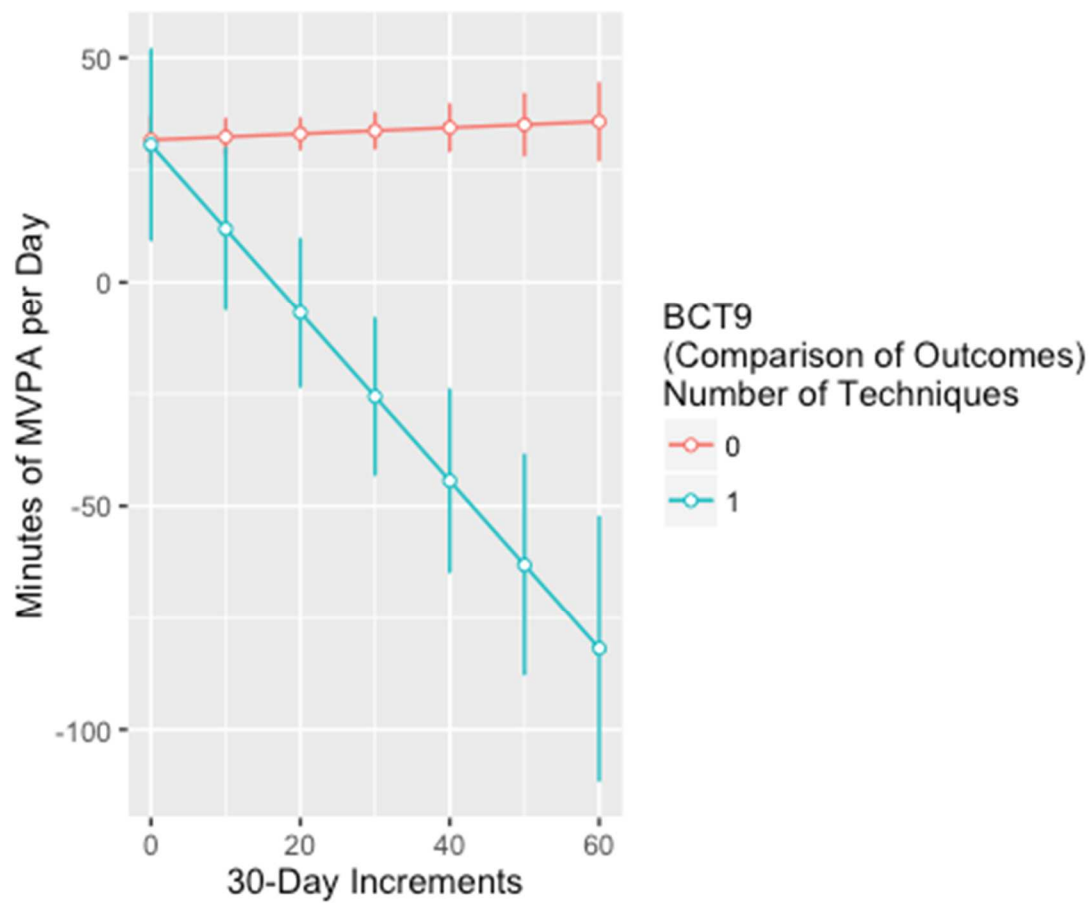 50
0
-50
-100
Minutes of MVPA per Day
0 20 40 60
30-Day Increments
BCT9
(Comparison of Outcomes)
Number of Techniques
0
1